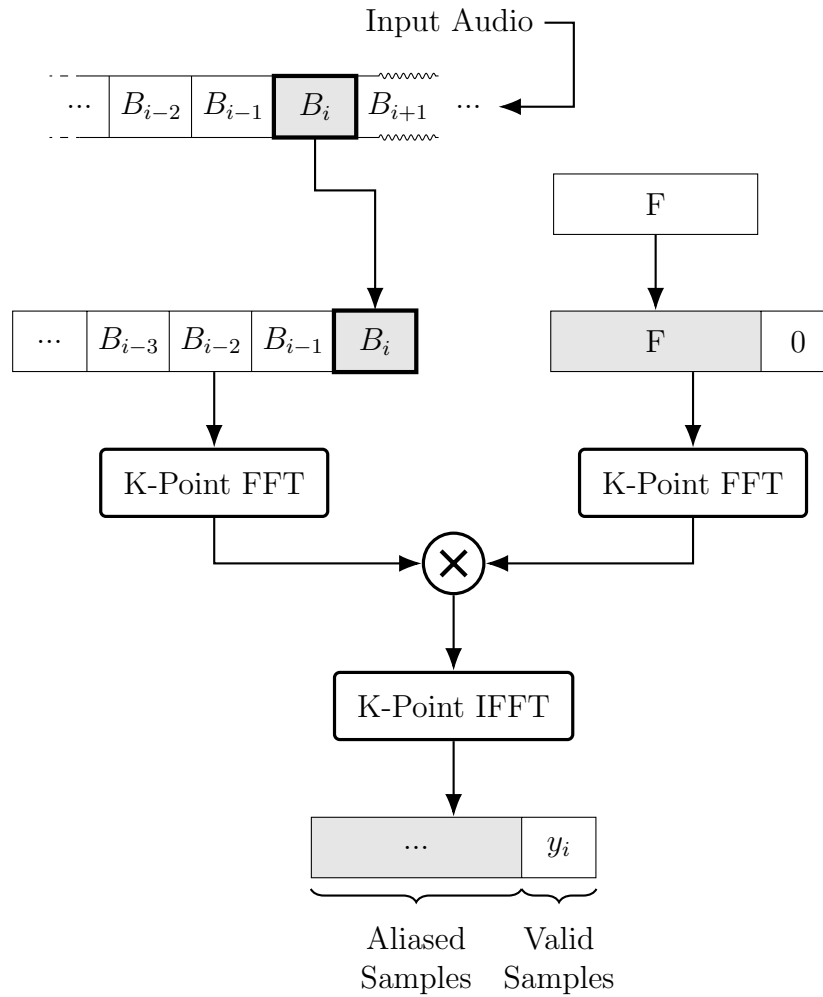 Input Audio
... B_{i-2} B_{i-1} B_i B_{i+1} ...
F
... B_{i-3} B_{i-2} B_{i-1} B_i
F 0
K-Point FFT K-Point FFT
×
K-Point IFFT
... y_i
Aliased Valid
Samples Samples